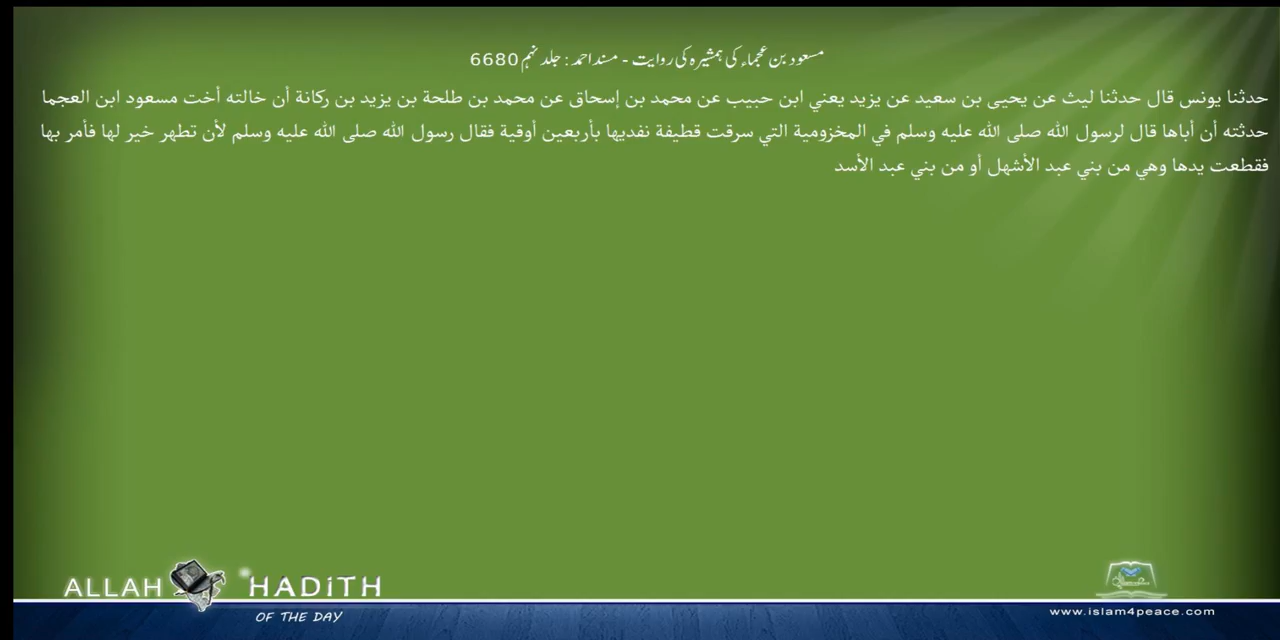 مسعود بن عجماء کی ہمشیرہ کی روایت - مسند احمد : جلد نہم 6680
حدثنا يونس قال حدثنا ليث عن يحيى بن سعيد عن يزيد يعني ابن حبيب عن محمد بن إسحاق عن محمد بن طلحة بن يزيد بن ركانة أن خالته أخت مسعود ابن العجما
حدثته أن أباها قال لرسول الله صلى الله عليه وسلم في المخزومية التي سرقت قطيفة نفديها بأربعين أوقية فقال رسول الله صلى الله عليه وسلم لأن تطهر خير لها فأمر بها
فقطعت يدها وهي من بني عبد الأشهل أو من بني عبد الأسد
ALLAH HADITH
OF THE DAY
www.islam4peace.com